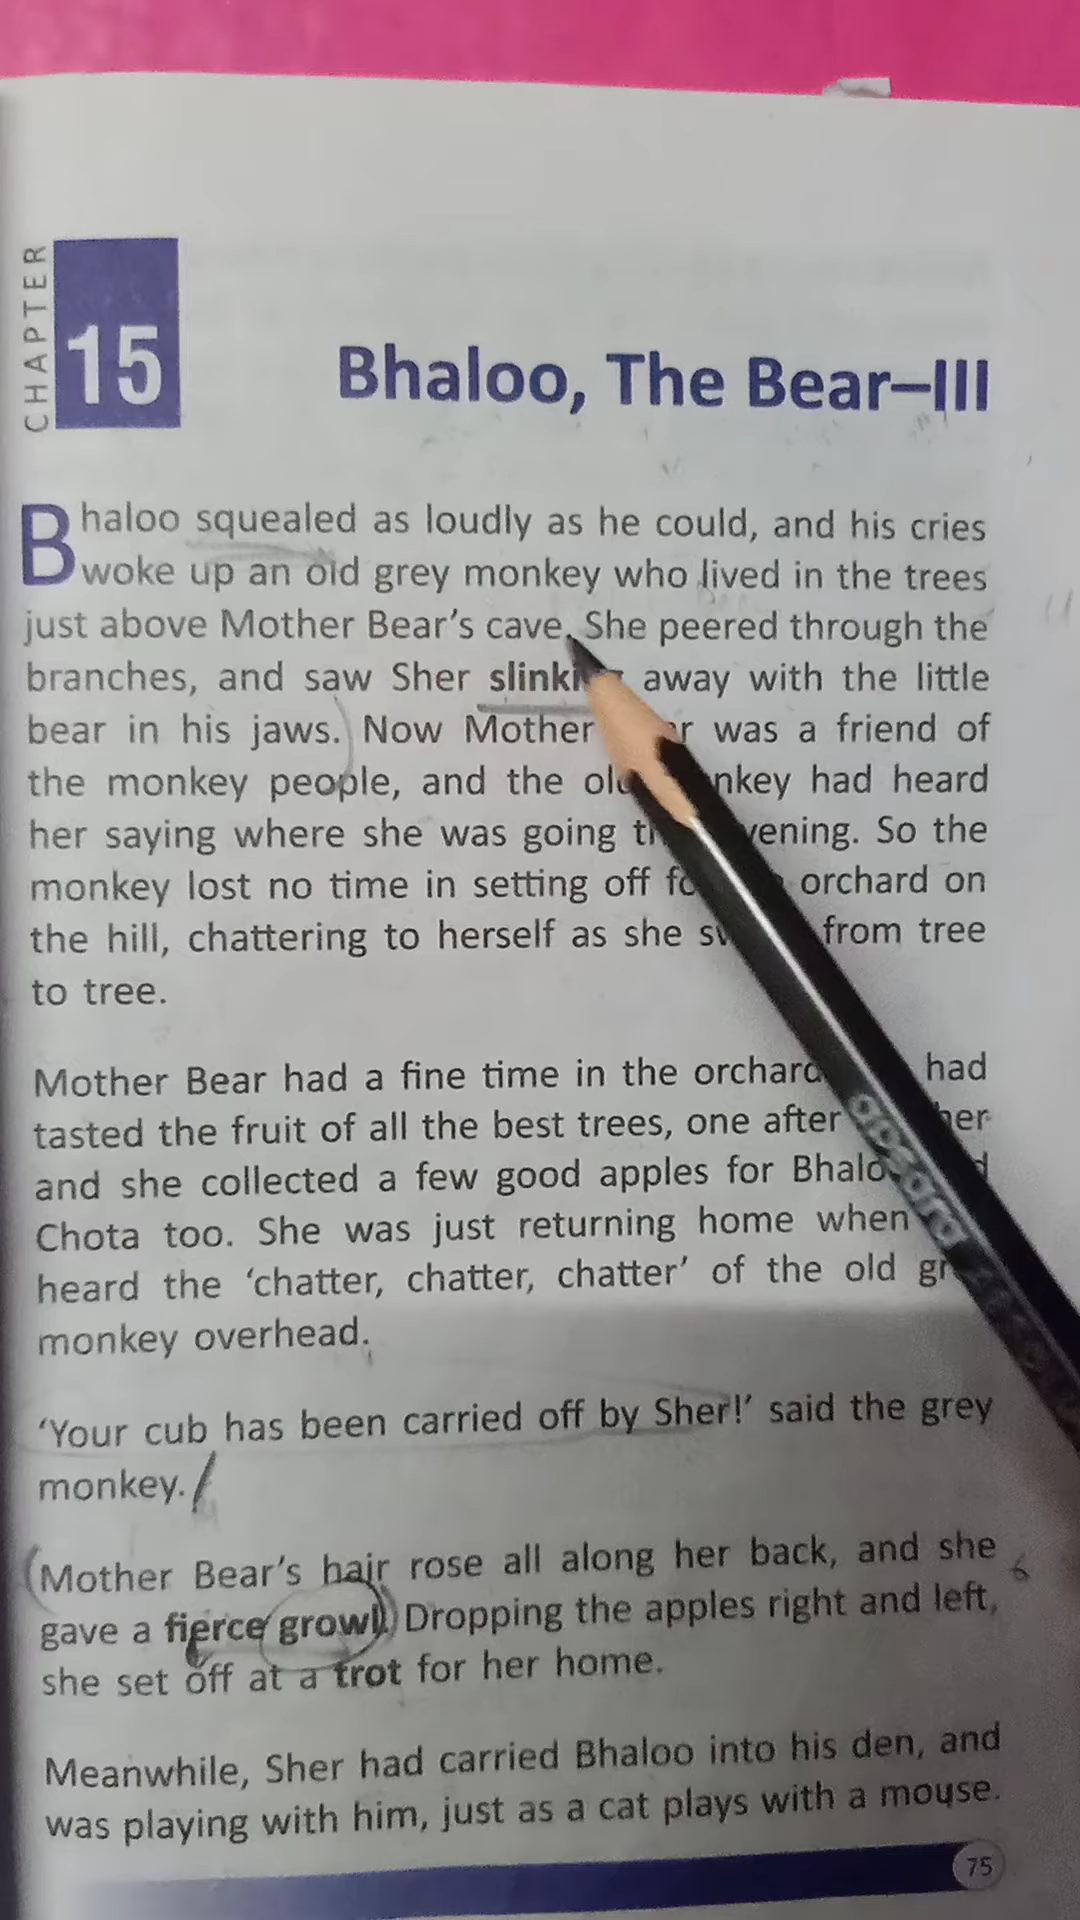 CHAPTER
15
Bhaloo, The Bear–III
Bhaloo squealed as loudly as he could, and his cries
woke up an old grey monkey who lived in the trees
just above Mother Bear's cave. She peered through the
branches, and saw Sher away with the little
bear in his jaws. Now Mother was a friend of
the monkey people, and the had heard
her saying where she was going So the
monkey lost no time in setting off orchard on
the hill, chattering to herself as she from tree
to tree.
Mother Bear had a fine time in the had
tasted the fruit of all the best trees, one after
and she collected a few good apples for
Chota too. She was just returning home when
heard the ‘chatter, chatter, chatter’ of the old
monkey overhead.
‘Your cub has been carried off by Sher!’ said the grey
monkey.
Mother Bear's hair rose all along her back, and she
gave a fierce growl. Dropping the apples right and left,
she set off at a trot for her home.
Meanwhile, Sher had carried Bhaloo into his den, and
was playing with him, just as a cat plays with a mouse.
75
apsara
6